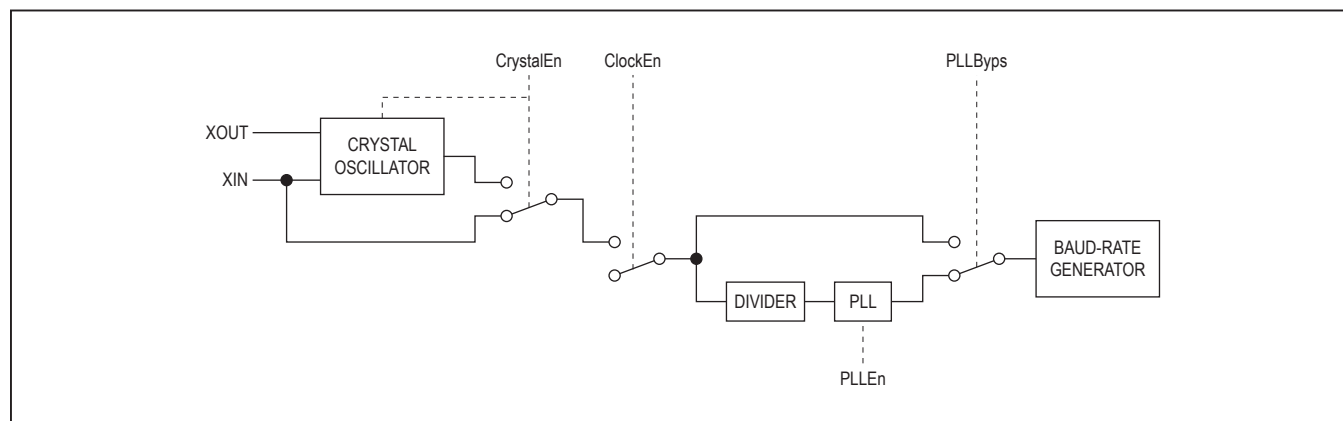 CrystalEn
ClockEn
PLLByps
XOUT
CRYSTAL
OSCILLATOR
XIN
BAUD-RATE
GENERATOR
DIVIDER
PLL
PLLEn